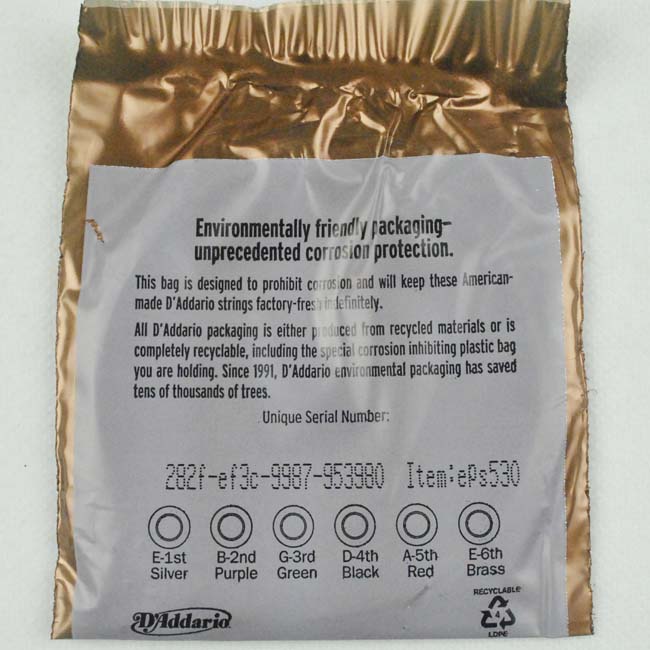 Environmentally friendly packaging–
unprecedented corrosion protection.
This bag is designed to prohibit corrosion and will keep these American-
made D'Addario strings factory-fresh indefinitely.
All D'Addario packaging is either produced from recycled materials or is
completely recyclable, including the special corrosion inhibiting plastic bag
you are holding. Since 1991, D'Addario environmental packaging has saved
tens of thousands of trees.
Unique Serial Number:
282f-ef3c-9987-953980 Item:ePs530
E-1st B-2nd G-3rd D-4th A-5th E-6th
Silver Purple Green Black Red Brass
RECYCLABLE
D'Addario
4
LDPE